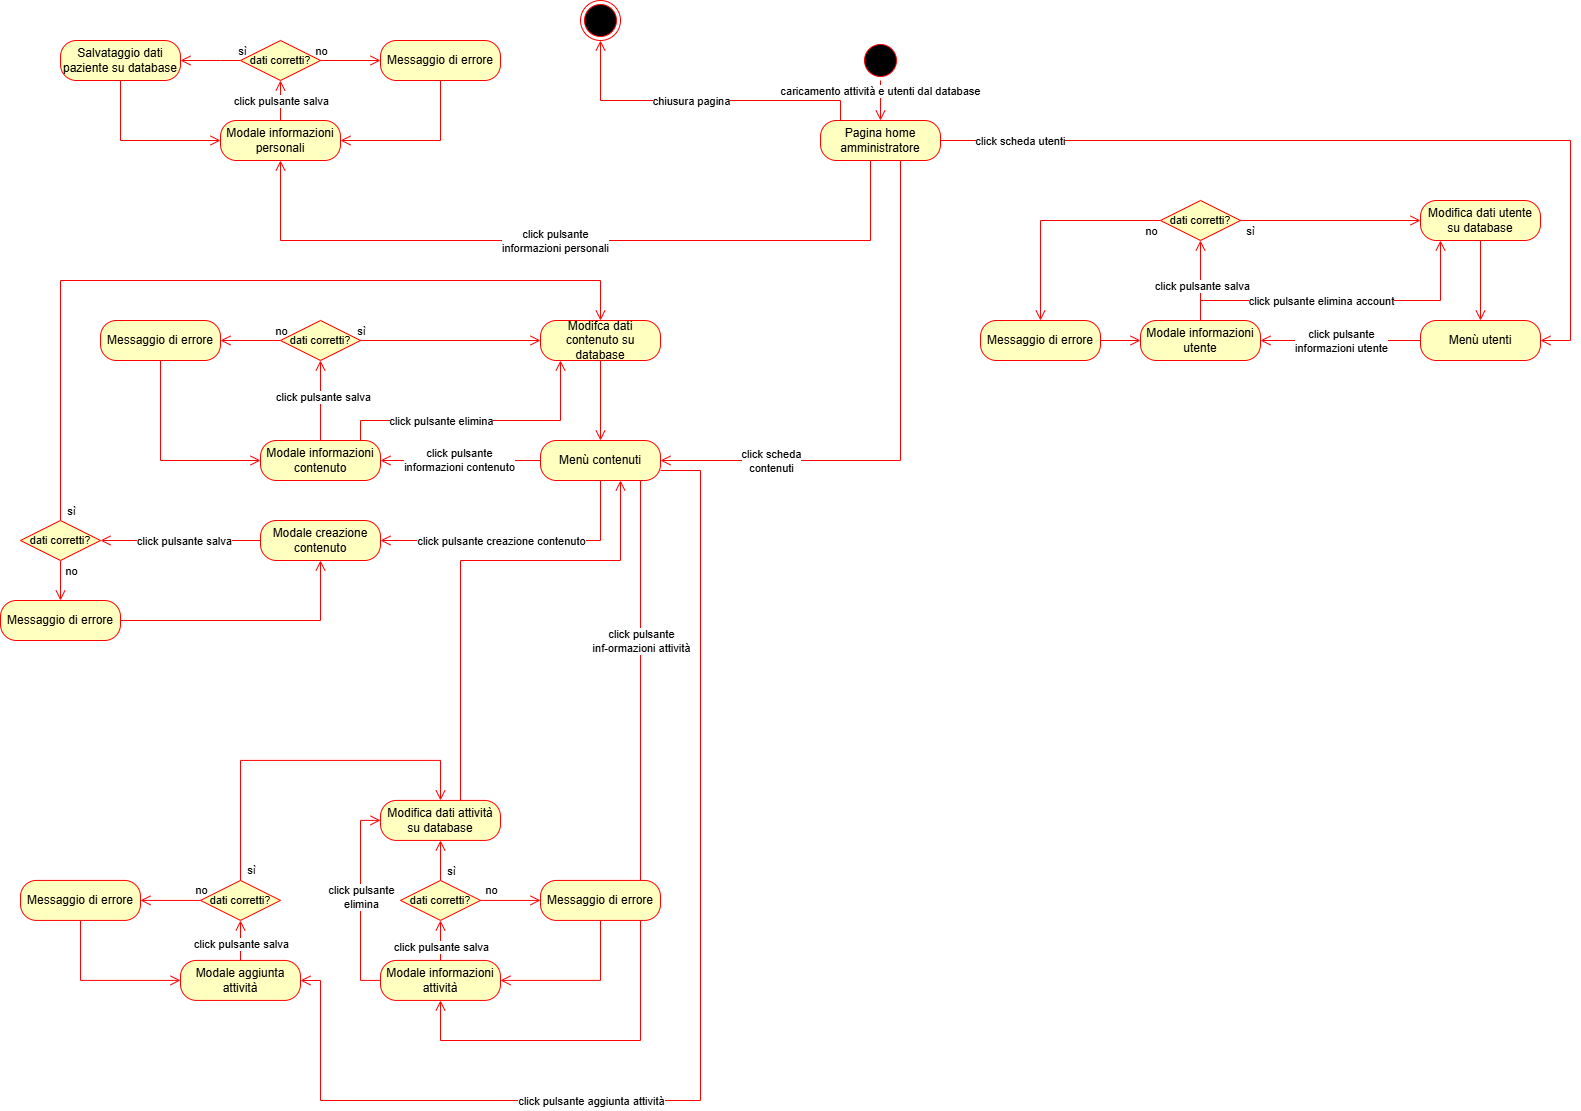 Salvataggio dati
paziente su database
sì
dati corretti?
no
Messaggio di errore
click pulsante salva
Modale informazioni
personali
chiusura pagina
caricamento attività e utenti dal database
Pagina home
amministratore
click scheda utenti
click pulsante
informazioni personali
dati corretti?
no
sì
Modifica dati utente
su database
click pulsante salva
click pulsante elimina account
Messaggio di errore
Modale informazioni
utente
click pulsante
informazioni utente
Menù utenti
Messaggio di errore
no
dati corretti?
sì
Modifca dati
contenuto su
database
click pulsante salva
click pulsante elimina
Modale informazioni
contenuto
click pulsante
informazioni contenuto
Menù contenuti
click scheda
contenuti
sì
dati corretti?
no
click pulsante salva
Modale creazione
contenuto
click pulsante creazione contenuto
Messaggio di errore
click pulsante
inf-ormazioni attività
Modifica dati attività
su database
sì
Messaggio di errore
no
dati corretti?
click pulsante
elimina
sì
dati corretti?
no
Messaggio di errore
click pulsante salva
click pulsante salva
Modale aggiunta
attività
Modale informazioni
attività
click pulsante aggiunta attività